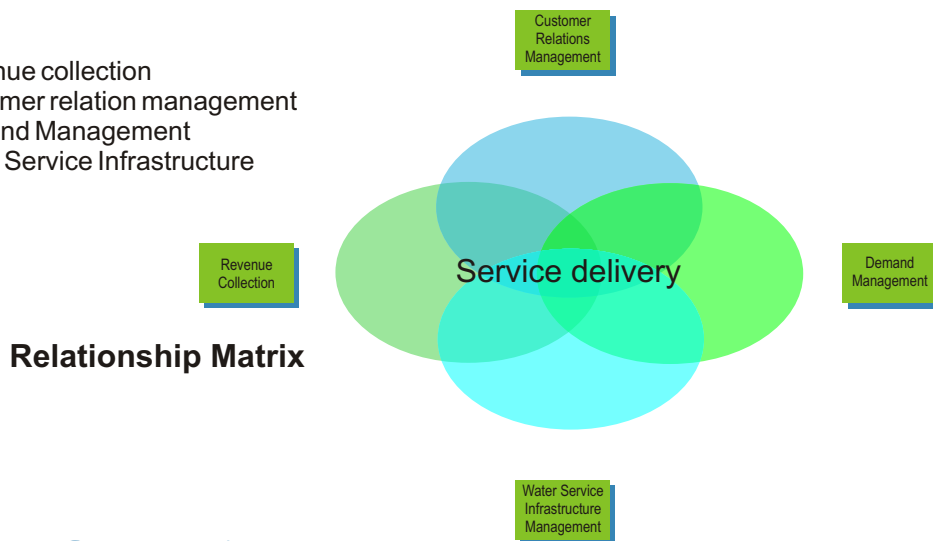 Customer
Relations
Management
nue collection
mer relation management
nd Management
Service Infrastructure
Revenue
Collection
Service delivery
Demand
Management
Relationship Matrix
Water Service
Infrastructure
Management